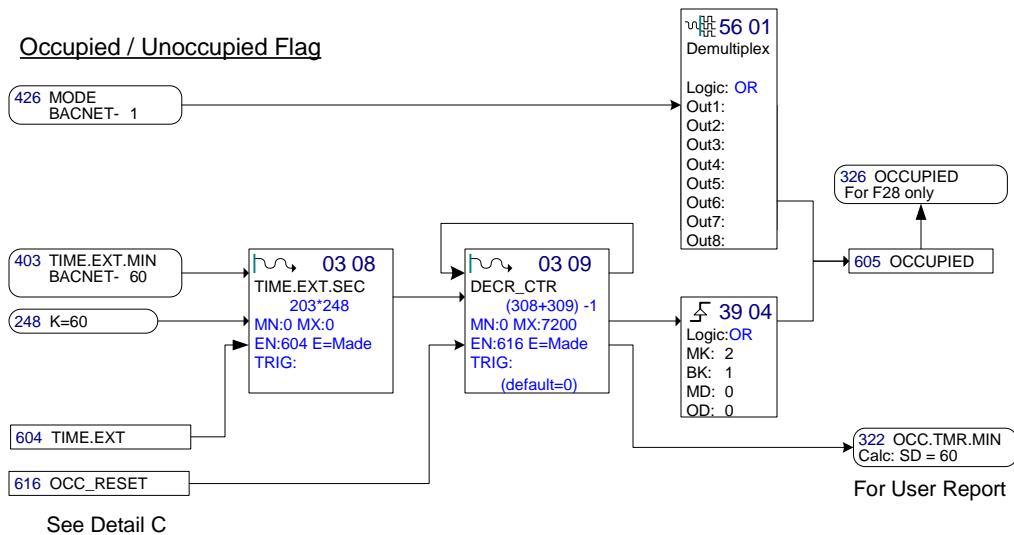 Occupied / Unoccupied Flag
426 MODE
BACNET- 1
56 01
Demultiplex
Logic: OR
Out1:
Out2:
Out3:
Out4:
Out5:
Out6:
Out7:
Out8:
326 OCCUPIED
For F28 only
605 OCCUPIED
403 TIME.EXT.MIN
BACNET- 60
248 K=60
03 08
TIME.EXT.SEC
203*248
MN:0 MX:0
EN:604 E=Made
TRIG:
03 09
DECR_CTR
(308+309) -1
MN:0 MX:7200
EN:616 E=Made
TRIG:
(default=0)
39 04
Logic:OR
MK: 2
BK: 1
MD: 0
OD: 0
604 TIME.EXT
616 OCC_RESET
See Detail C
322 OCC.TMR.MIN
Calc: SD = 60
For User Report